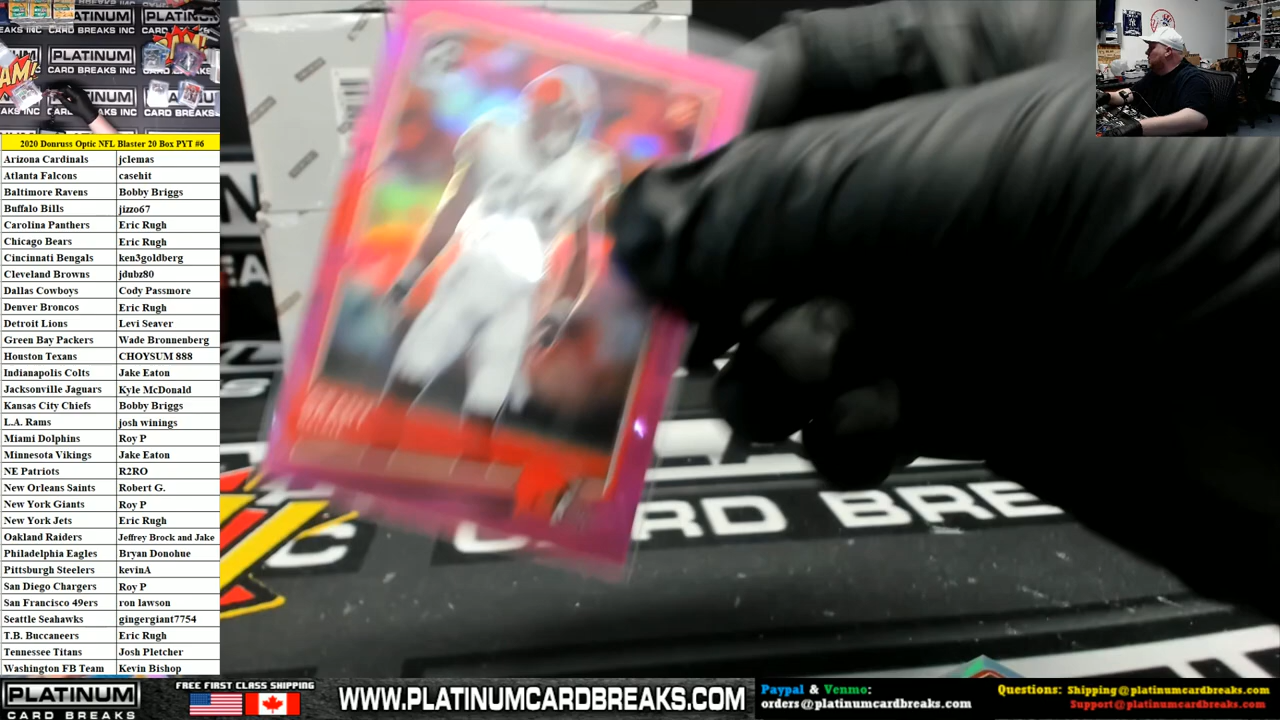 2020 Donruss Optic NFL Blaster 20 Box PYT #6
Arizona Cardinals jclemas
Atlanta Falcons casehit
Baltimore Ravens Bobby Briggs
Buffalo Bills jizzo67
Carolina Panthers Eric Rugh
Chicago Bears Eric Rugh
Cincinnati Bengals ken3goldberg
Cleveland Browns jdubz80
Dallas Cowboys Cody Passmore
Denver Broncos Eric Rugh
Detroit Lions Levi Seaver
Green Bay Packers Wade Bronnenberg
Houston Texans CHOYSUM 888
Indianapolis Colts Jake Eaton
Jacksonville Jaguars Kyle McDonald
Kansas City Chiefs Bobby Briggs
L.A. Rams josh winings
Miami Dolphins Roy P
Minnesota Vikings Jake Eaton
NE Patriots R2RO
New Orleans Saints Robert G.
New York Giants Roy P
New York Jets Eric Rugh
Oakland Raiders Jeffrey Brock and Jake
Philadelphia Eagles Bryan Donohue
Pittsburgh Steelers kevinA
San Diego Chargers Roy P
San Francisco 49ers ron lawson
Seattle Seahawks gingergiant7754
T.B. Buccaneers Eric Rugh
Tennessee Titans Josh Pletcher
Washington FB Team Kevin Bishop
PLATINUM
CARD BREAKS INC
CARD BREA
PLATINUM
CARD BREAKS
FREE FIRST CLASS SHIPPING
WWW.PLATINUMCARDBREAKS.COM
Paypal & Venmo:
orders@platinumcardbreaks.com
Questions: Shipping@platinumcardbreaks.com
Support@platinumcardbreaks.com